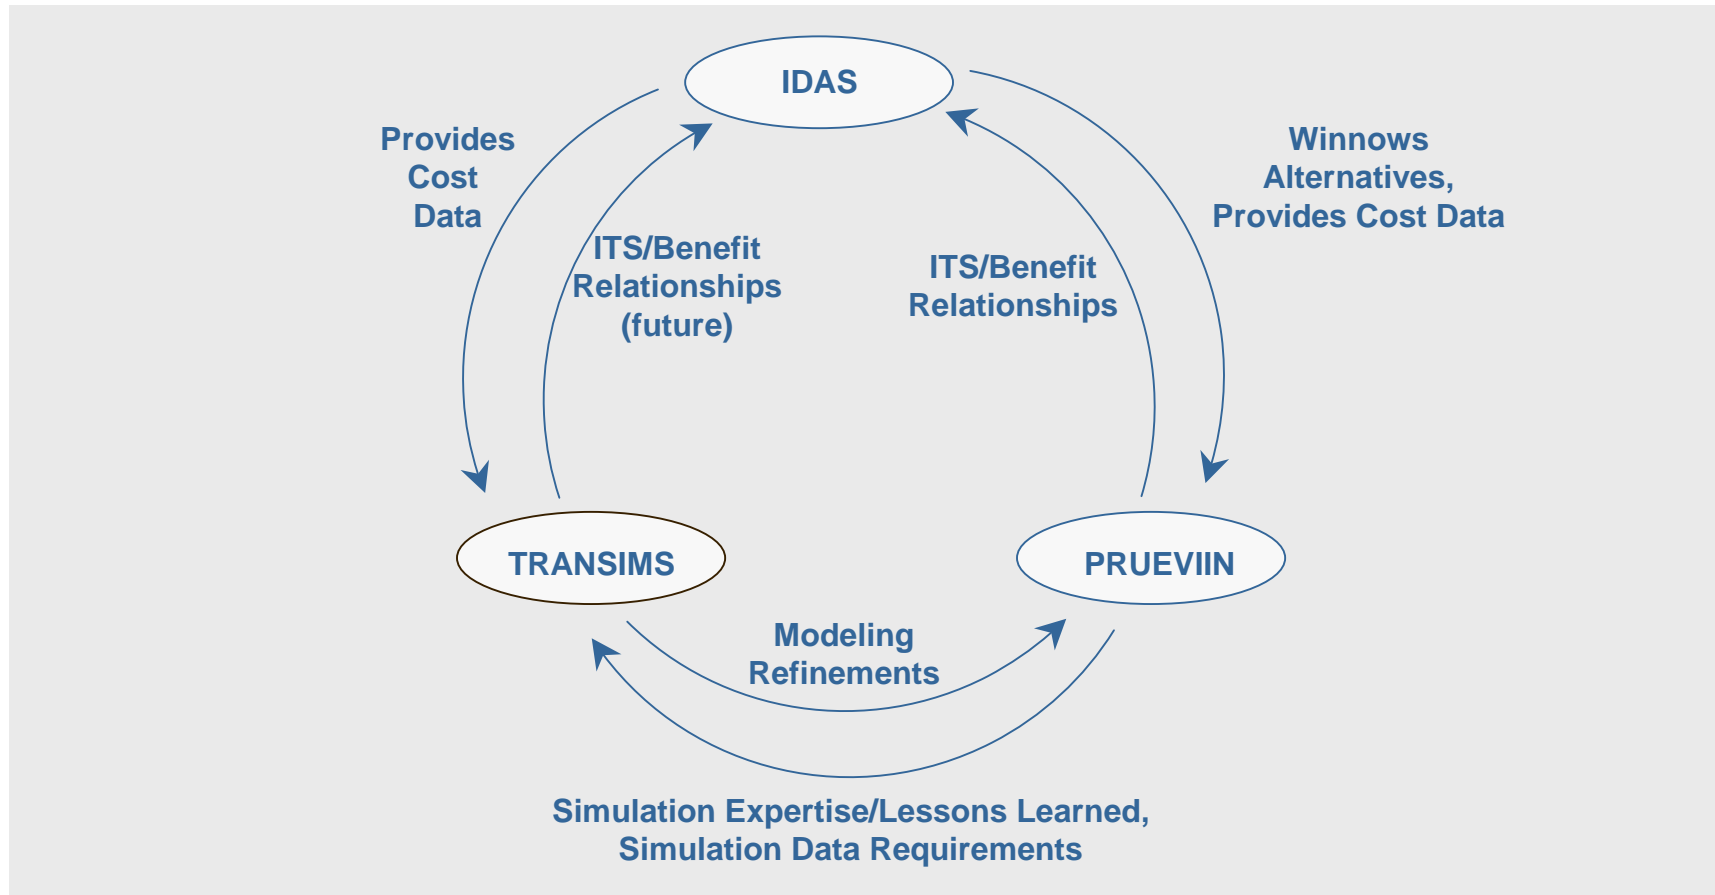 IDAS
Provides
Cost
Data
Winnows
Alternatives,
Provides Cost Data
ITS/Benefit
Relationships
(future)
ITS/Benefit
Relationships
TRANSIMS
PRUEVIIN
Modeling
Refinements
Simulation Expertise/Lessons Learned,
Simulation Data Requirements